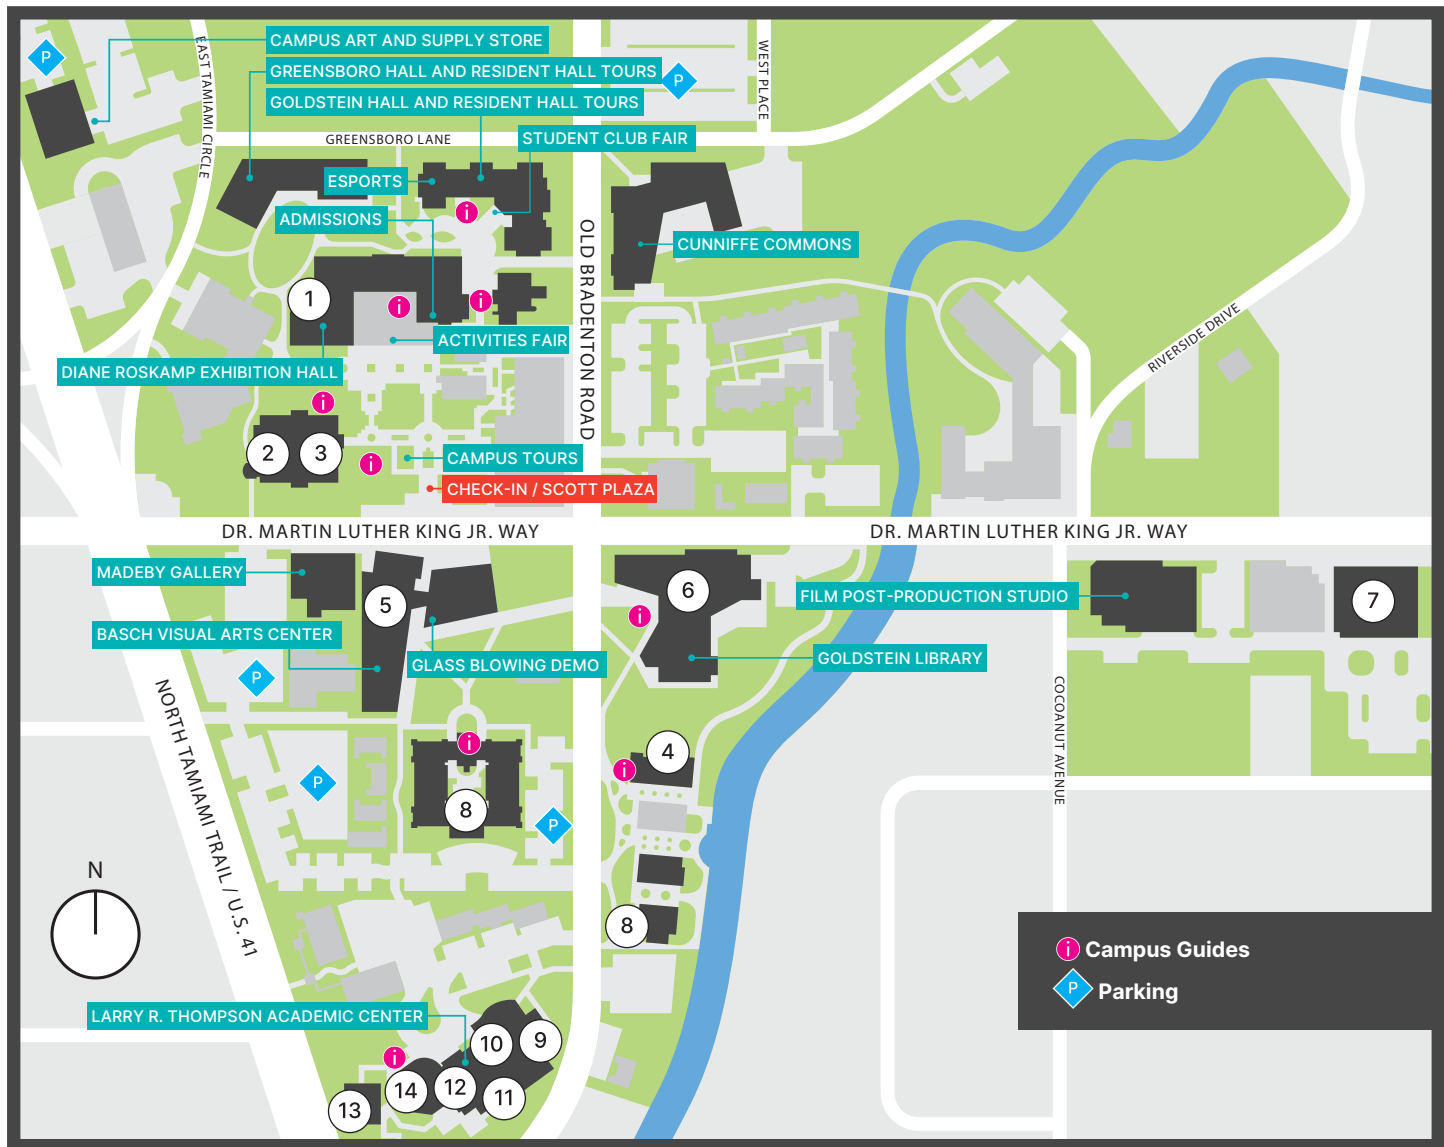 CAMPUS ART AND SUPPLY STORE
P
GREENSBORO HALL AND RESIDENT HALL TOURS
P
GOLDSTEIN HALL AND RESIDENT HALL TOURS
EAST TAMIAMI CIRCLE
WEST PLACE
GREENSBORO LANE
STUDENT CLUB FAIR
ESPORTS
i
ADMISSIONS
CUNNIFFE COMMONS
OLD BRADENTON ROAD
1
i
i
ACTIVITIES FAIR
RIVERSIDE DRIVE
DIANE ROSKAMP EXHIBITION HALL
i
2
3
i
CAMPUS TOURS
CHECK-IN / SCOTT PLAZA
DR. MARTIN LUTHER KING JR. WAY
DR. MARTIN LUTHER KING JR. WAY
MADEBY GALLERY
5
6
7
FILM POST-PRODUCTION STUDIO
i
BASCH VISUAL ARTS CENTER
GLASS BLOWING DEMO
GOLDSTEIN LIBRARY
P
NORTH TAMIAMI TRAIL / U.S. 41
COCOANUT AVENUE
i
4
i
P
8
P
N
8
i Campus Guides
P Parking
LARRY R. THOMPSON ACADEMIC CENTER
10
9
i
14
12
11
13